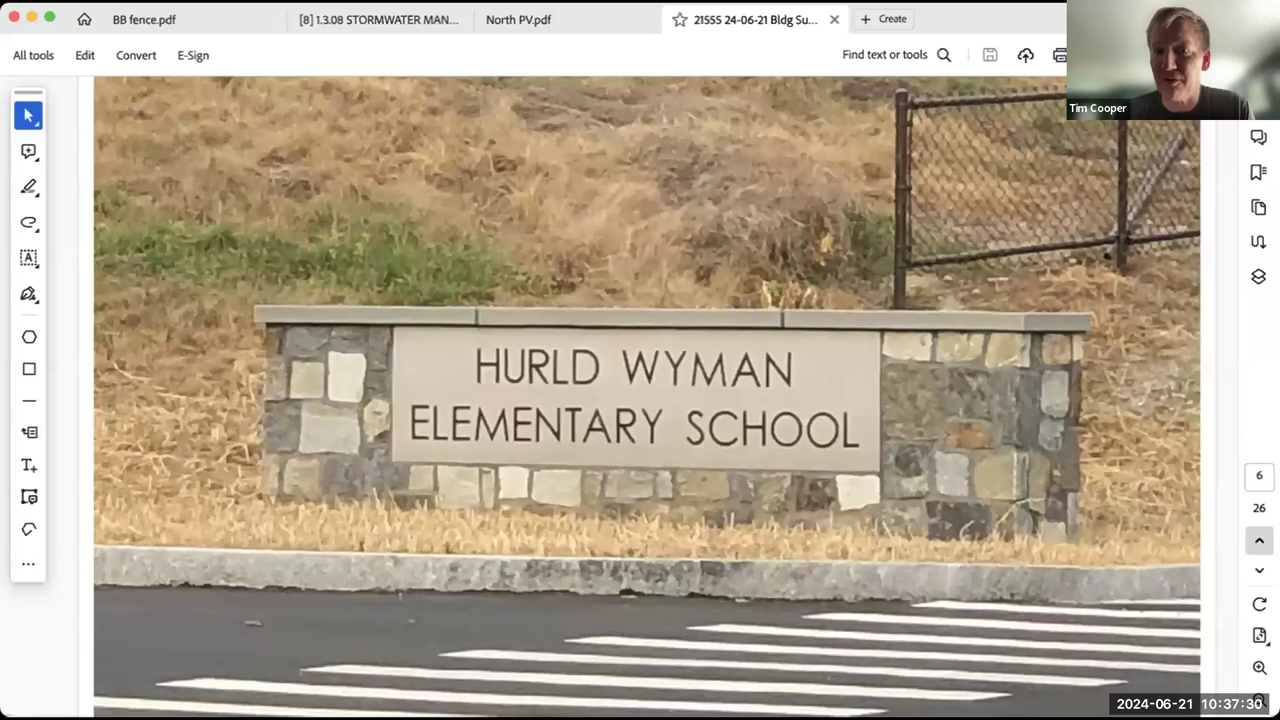 BB fence.pdf
[8] 1.3.08 STORMWATER MAN...
North PV.pdf
21555 24-06-21 Bldg Su...
Create
All tools
Edit
Convert
E-Sign
Find text or tools
Tim Cooper
HURLD WYMAN
ELEMENTARY SCHOOL
6
26
2024-06-21 10:37:30